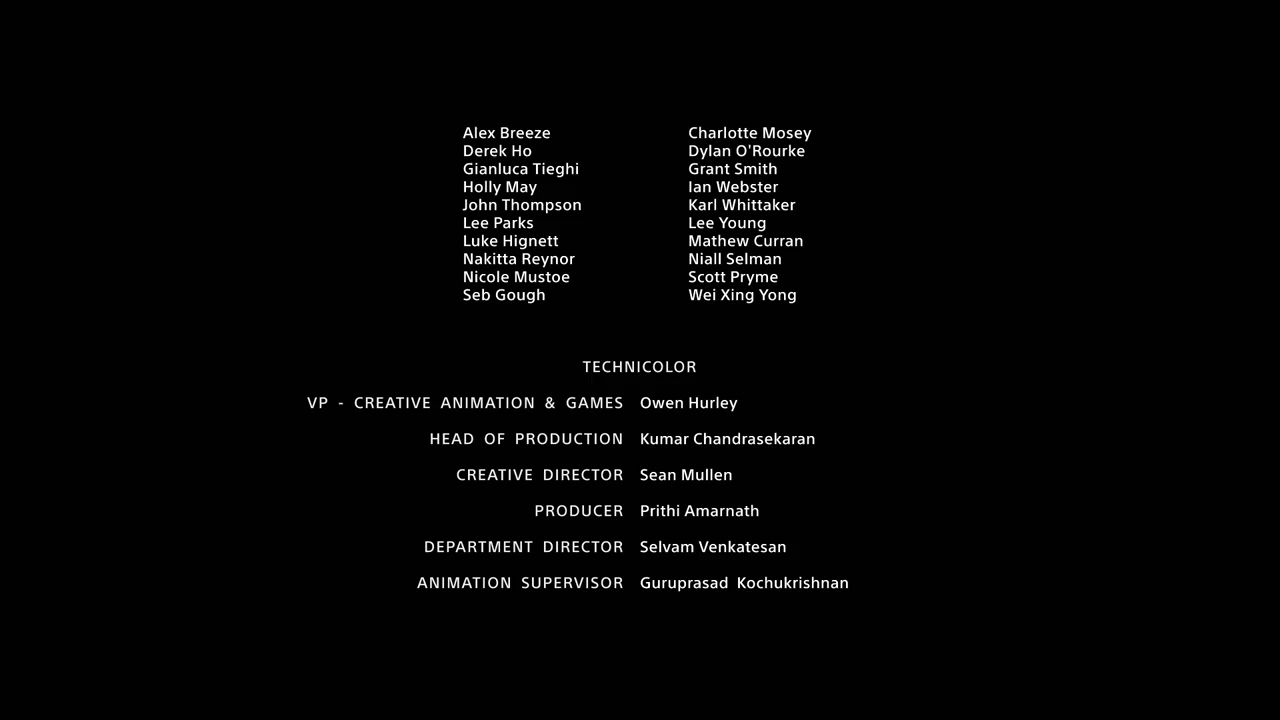 Alex Breeze Charlotte Mosey
Derek Ho Dylan O'Rourke
Gianluca Tieghi Grant Smith
Holly May Ian Webster
John Thompson Karl Whittaker
Lee Parks Lee Young
Luke Hignett Mathew Curran
Nakitta Reynor Niall Selman
Nicole Mustoe Scott Pryme
Seb Gough Wei Xing Yong
TECHNICOLOR
VP - CREATIVE ANIMATION & GAMES Owen Hurley
HEAD OF PRODUCTION Kumar Chandrasekaran
CREATIVE DIRECTOR Sean Mullen
PRODUCER Prithi Amarnath
DEPARTMENT DIRECTOR Selvam Venkatesan
ANIMATION SUPERVISOR Guruprasad Kochukrishnan